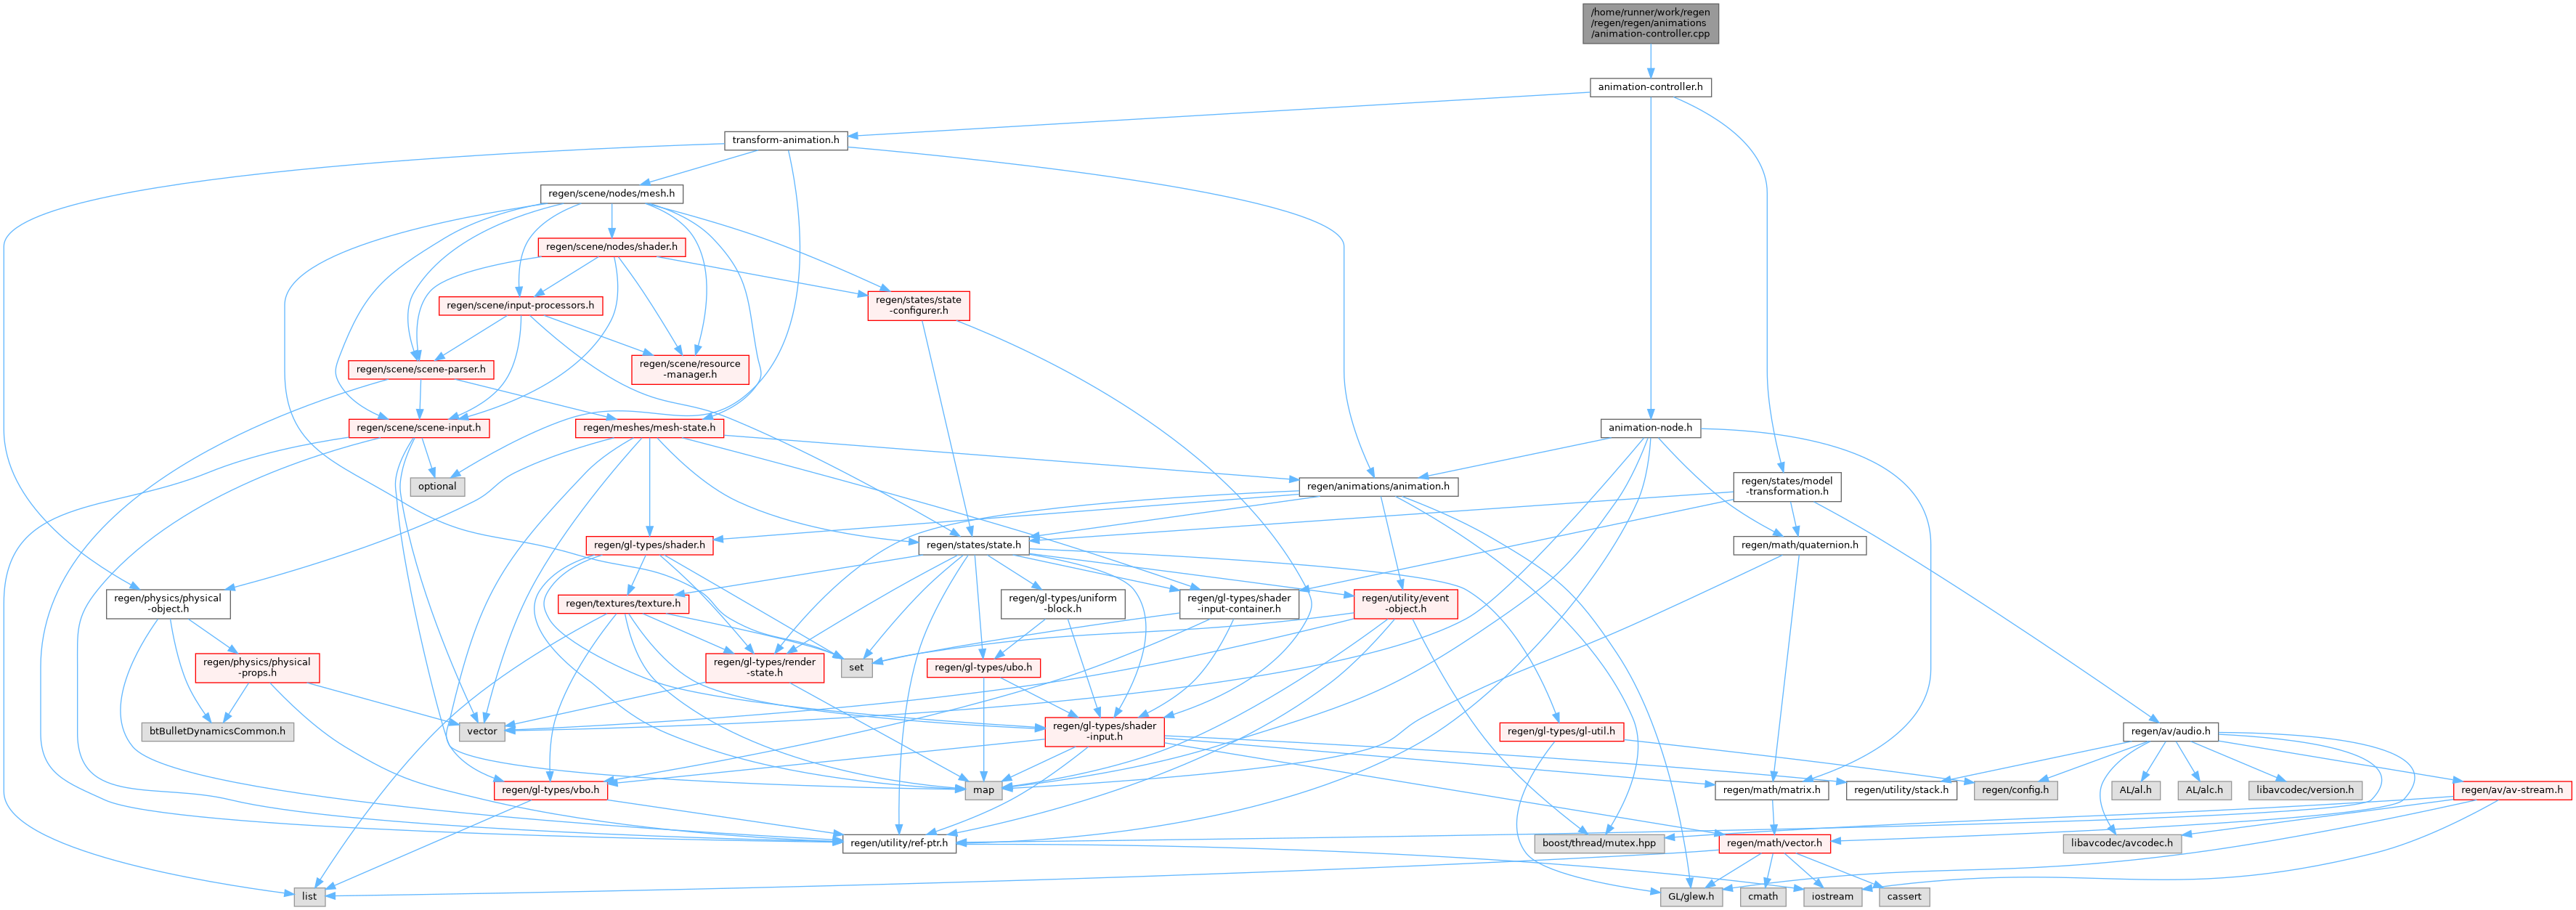 /home/runner/work/regen
/regen/regen/animations
/animation-controller.cpp
animation-controller.h
transform-animation.h
regen/scene/nodes/mesh.h
regen/scene/nodes/shader.h
regen/scene/input-processors.h
regen/states/state
-configurer.h
regen/scene/scene-parser.h
regen/scene/resource
-manager.h
regen/scene/scene-input.h
regen/meshes/mesh-state.h
animation-node.h
optional
regen/animations/animation.h
regen/states/model
-transformation.h
regen/gl-types/shader.h
regen/states/state.h
regen/math/quaternion.h
regen/physics/physical
-object.h
regen/textures/texture.h
regen/gl-types/uniform
-block.h
regen/gl-types/shader
-input-container.h
regen/utility/event
-object.h
regen/physics/physical
-props.h
regen/gl-types/render
-state.h
set
regen/gl-types/ubo.h
btBulletDynamicsCommon.h
vector
regen/gl-types/shader
-input.h
regen/gl-types/gl-util.h
regen/av/audio.h
regen/gl-types/vbo.h
map
regen/math/matrix.h
regen/utility/stack.h
regen/config.h
AL/al.h
AL/alc.h
libavcodec/version.h
regen/av/av-stream.h
regen/utility/ref-ptr.h
boost/thread/mutex.hpp
regen/math/vector.h
libavcodec/avcodec.h
list
GL/glew.h
cmath
iostream
cassert